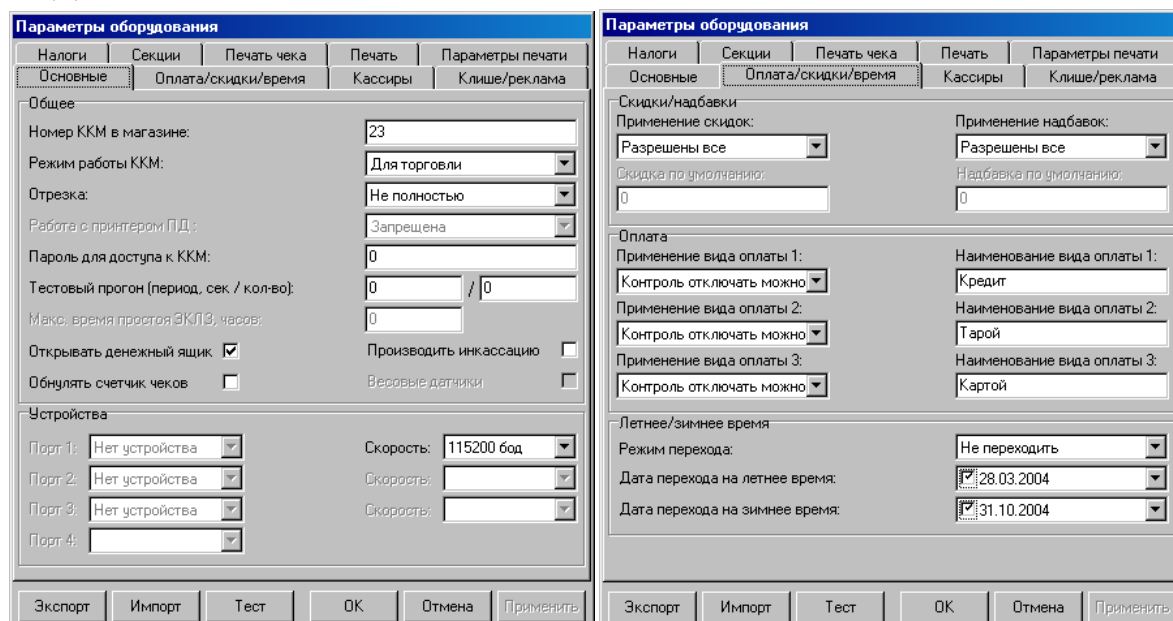 Параметры оборудования
Налоги Секции Печать чека Печать Параметры печати
Основные Оплата/скидки/время Кассиры Клише/реклама
Общее
Номер ККМ в магазине: 23
Режим работы ККМ: Для торговли
Отрезка: Не полностью
Работа с принтером ПД : Запрещена
Пароль для доступа к ККМ: 0
Тестовый прогон (период, сек / кол-во): 0 / 0
Макс. время простоя ЭКЛЗ, часов: 0
Открывать денежный ящик Производить инкассацию
Обнулять счетчик чеков Весовые датчики
Устройства
Порт 1: Нет устройства Скорость: 115200 бод
Порт 2: Нет устройства Скорость:
Порт 3: Нет устройства Скорость:
Порт 4:
Экспорт Импорт Тест OK Отмена Применить
Параметры оборудования
Налоги Секции Печать чека Печать Параметры печати
Основные Оплата/скидки/время Кассиры Клише/реклама
Скидки/надбавки
Применение скидок: Применение надбавок:
Разрешены все Разрешены все
Скидка по умолчанию: Надбавка по умолчанию:
0 0
Оплата
Применение вида оплаты 1: Наименование вида оплаты 1:
Контроль отключать можно Кредит
Применение вида оплаты 2: Наименование вида оплаты 2:
Контроль отключать можно Тарой
Применение вида оплаты 3: Наименование вида оплаты 3:
Контроль отключать можно Картой
Летнее/зимнее время
Режим перехода: Не переходить
Дата перехода на летнее время: 28.03.2004
Дата перехода на зимнее время: 31.10.2004
Экспорт Импорт Тест OK Отмена Применить